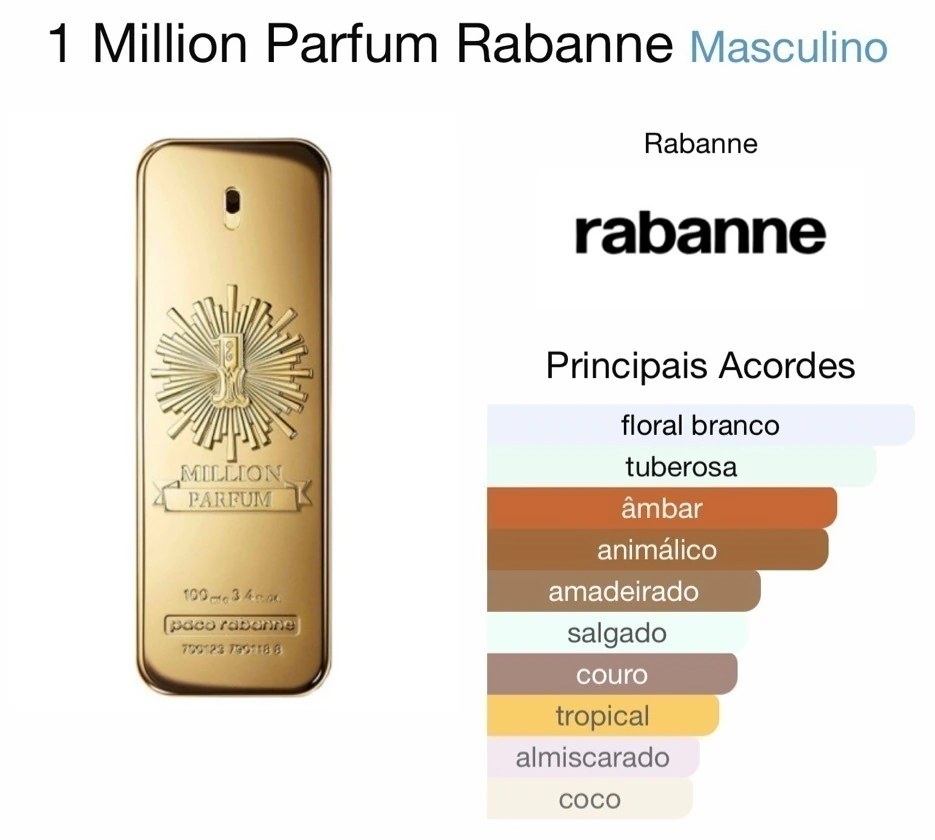 1 Million Parfum Rabanne Masculino
1
MILLION
PARFUM
paco rabanne
Rabanne
rabanne
Principais Acordes
floral branco
tuberosa
âmbar
animálico
amadeirado
salgado
couro
tropical
almiscarado
coco